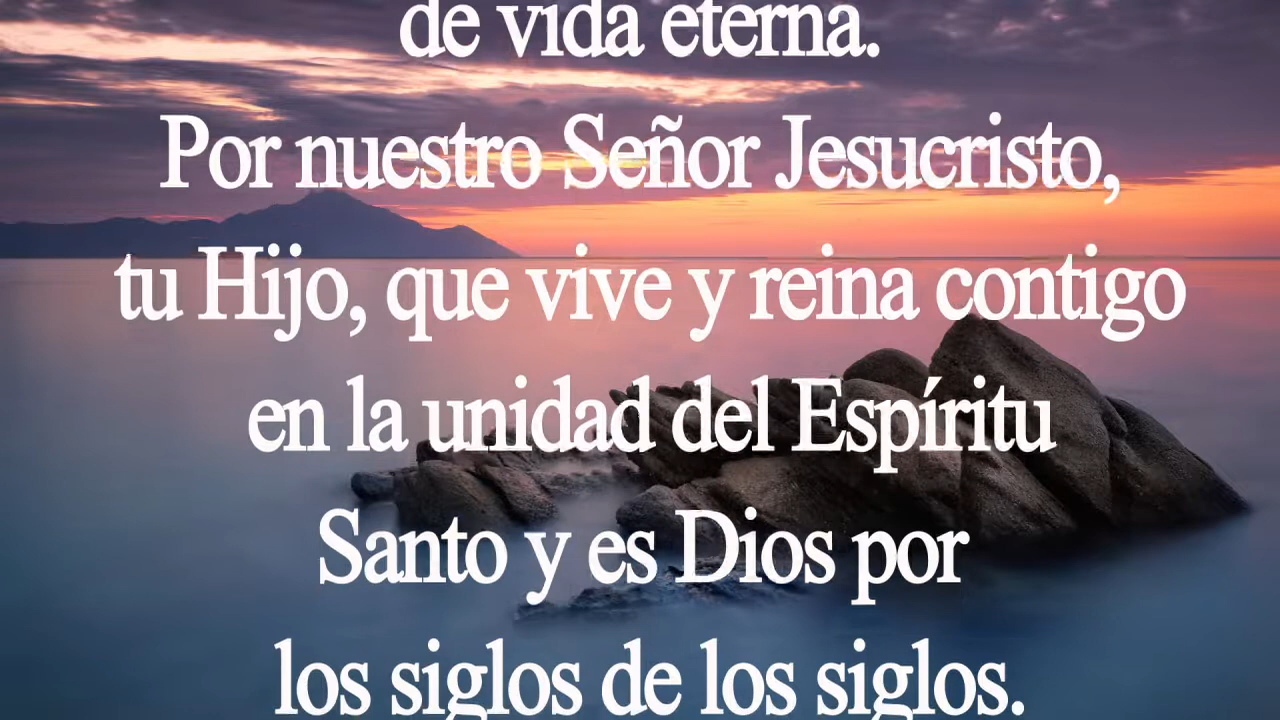 de vida eterna.
Por nuestro Señor Jesucristo,
tu Hijo, que vive y reina contigo
en la unidad del Espíritu
Santo y es Dios por
los siglos de los siglos.